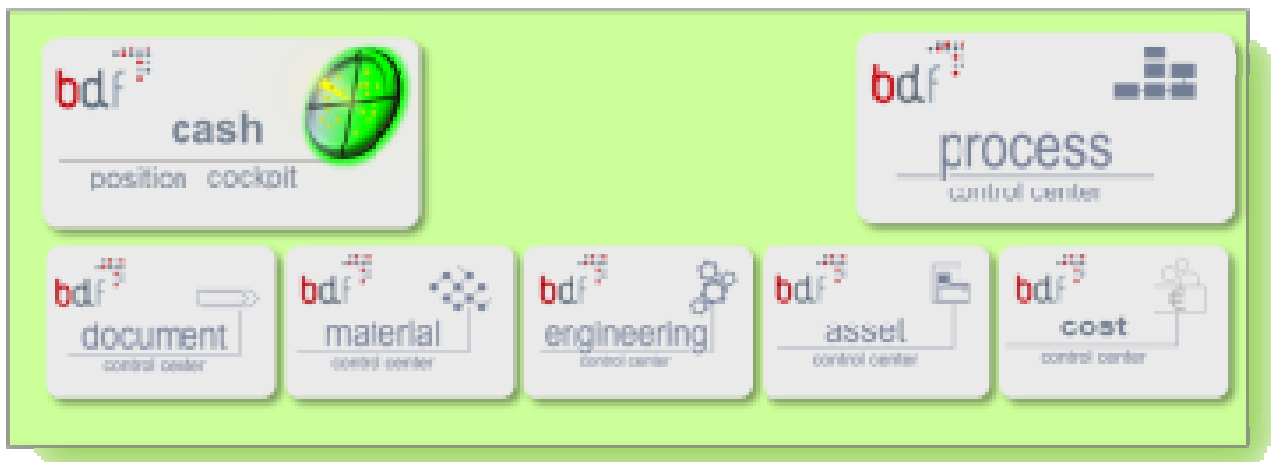 bdf
cash
position cockpit
bdf
process
control center
bdf
document
control center
bdf
material
control center
bdf
engineering
control center
bdf
asset
control center
bdf
cost
control center